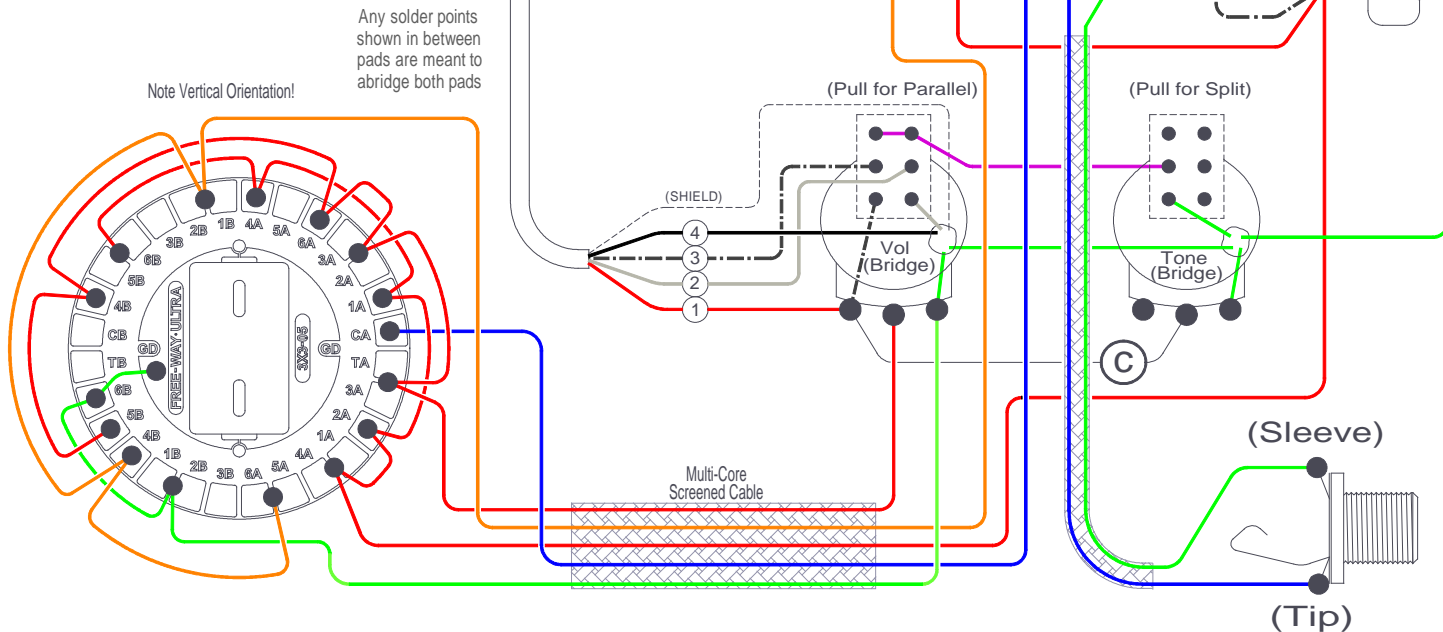 Any solder points
shown in between
pads are meant to
abridge both pads
Note Vertical Orientation!
(Pull for Parallel)
(Pull for Split)
(SHIELD)
4
3
2
1
Vol
(Bridge)
Tone
(Bridge)
C
1B
4A
5A
6A
3A
2A
1A
CA
TA
3A
2A
1A
4A
5A
6A
3B
2B
1B
4B
5B
6B
TB
CB
4B
5B
6B
3B
2B
GD
FREE-WAY-ULTRA
3X3-05
GD
Multi-Core
Screened Cable
(Sleeve)
(Tip)